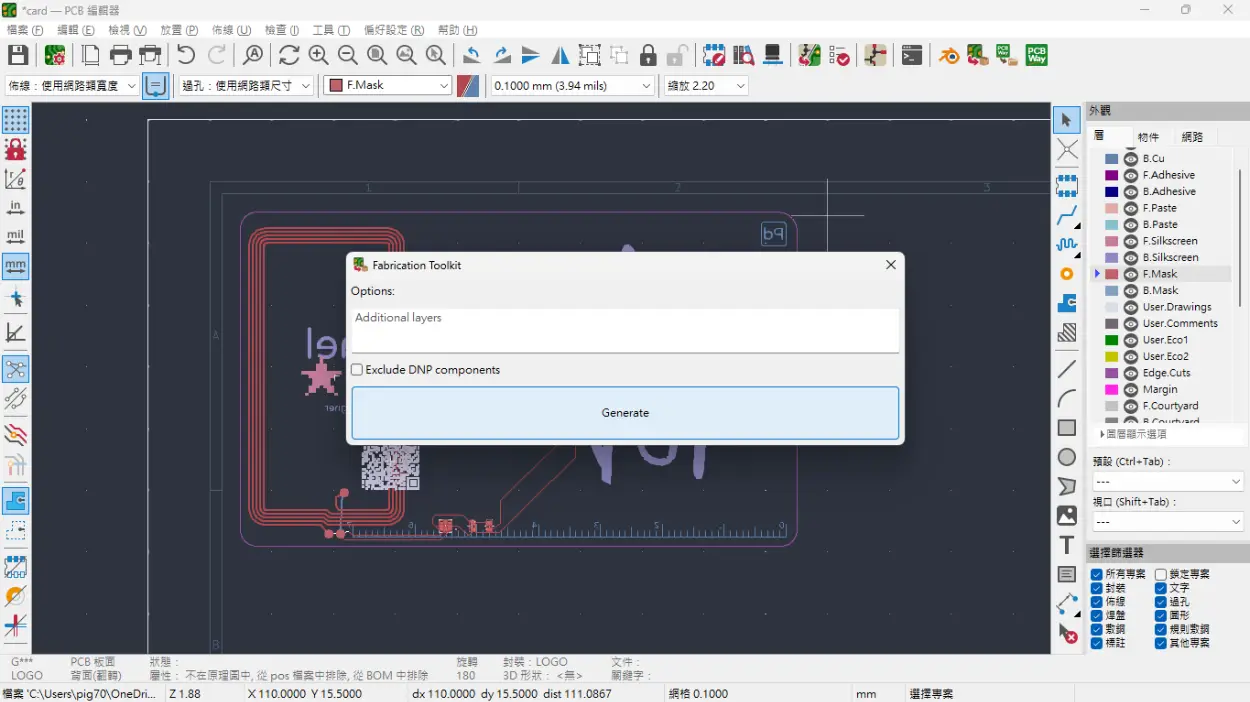 *card — PCB 編輯器
檔案 (F) 編輯 (E) 檢視 (V) 放置 (P) 佈線 (U) 檢查 (I) 工具 (T) 偏好設定 (R) 幫助 (H)
佈線：使用網路類寬度 過孔：使用網路類尺寸 F.Mask 0.1000 mm (3.94 mils) 縮放 2.20
PCB Way
in
mil
mm
1 2 3
A
B
Fabrication Toolkit
Options:
Additional layers
Exclude DNP components
Generate
外觀
層 物件 網路
B.Cu
F.Adhesive
B.Adhesive
F.Paste
B.Paste
F.Silkscreen
B.Silkscreen
F.Mask
B.Mask
User.Drawings
User.Comments
User.Eco1
User.Eco2
Edge.Cuts
Margin
F.Courtyard
B.Courtyard
圖層顯示選項
預設 (Ctrl+Tab)：
---
視口 (Shift+Tab)：
---
選擇篩選器
所有專案 鎖定專案
封裝 文字
佈線 過孔
焊盤 圖形
敷銅 規則敷銅
標註 其他專案
G*** PCB 板面 狀態： 旋轉 封裝：LOGO 文件：
LOGO 背面(翻轉) 屬性： 不在原理圖中, 從 pos 檔案中排除, 從 BOM 中排除 180 3D 形狀： <無> 關鍵字：
檔案 'C:\Users\pig70\OneDri... Z 1.88 X 110.0000 Y 15.5000 dx 110.0000 dy 15.5000 dist 111.0867 網格 0.1000 mm 選擇專案